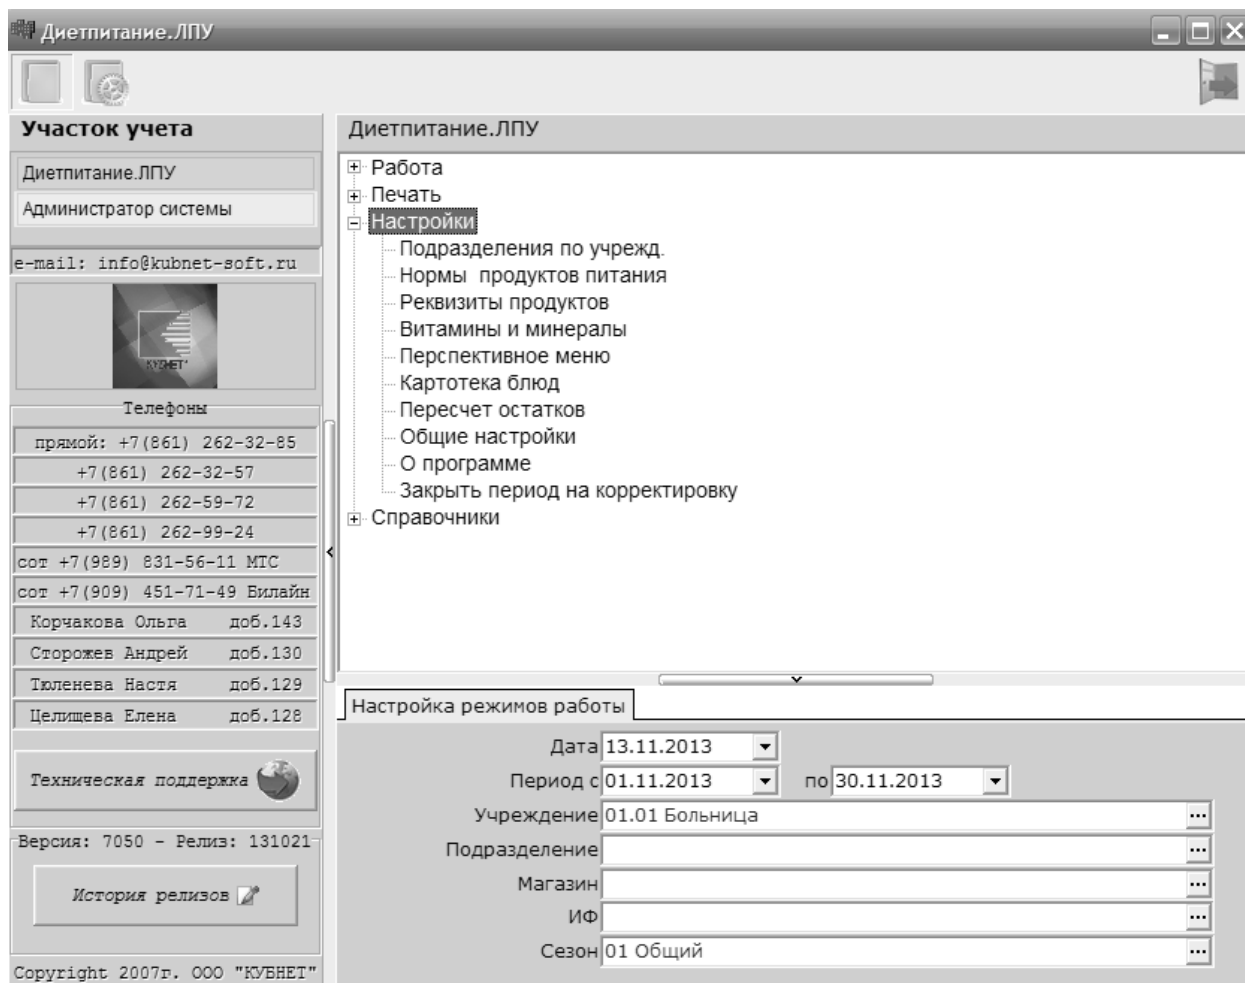 Диетпитание.ЛПУ
Участок учета
Диетпитание.ЛПУ
Администратор системы
e-mail: info@kubnet-soft.ru
"КУБНЕТ"
Телефоны
прямой: +7(861) 262-32-85
+7(861) 262-32-57
+7(861) 262-59-72
+7(861) 262-99-24
сот +7(989) 831-56-11 МТС
сот +7(909) 451-71-49 Билайн
Корчакова Ольга доб.143
Сторожев Андрей доб.130
Тюленева Настя доб.129
Целищева Елена доб.128
Техническая поддержка
Версия: 7050 - Релиз: 131021
История релизов
Copyright 2007г. ООО "КУБНЕТ"
Диетпитание.ЛПУ
Работа
Печать
Настройки
Подразделения по учрежд.
Нормы продуктов питания
Реквизиты продуктов
Витамины и минералы
Перспективное меню
Картотека блюд
Пересчет остатков
Общие настройки
О программе
Закрыть период на корректировку
Справочники
Настройка режимов работы
Дата 13.11.2013
Период с 01.11.2013 по 30.11.2013
Учреждение 01.01 Больница ...
Подразделение ...
Магазин ...
ИФ ...
Сезон 01 Общий ...